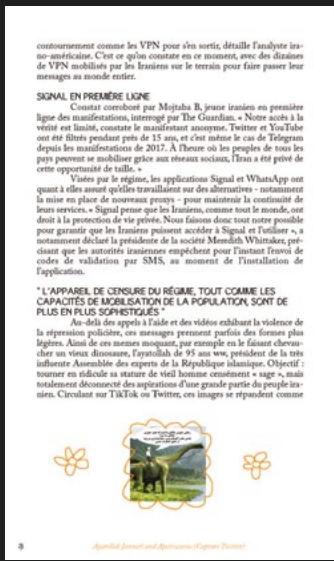 contournement comme les VPN pour s'en sortir, détaille l'analyste ira-
no-américaine. C'est ce qu'on constate en ce moment, avec des dizaines
de VPN mobilisés par les Iraniens sur le terrain pour faire passer leur
messages au monde entier.
SIGNAL EN PREMIÈRE LIGNE
Constat corroboré par Mojtaba B, jeune iranien en première
ligne des manifestations, interrogé par The Guardian. « Notre accès à la
vérité est limité, constate le manifestant anonyme. Twitter et YouTube
ont été filtrés pendant près de 15 ans, et c'est même le cas de Telegram
depuis les manifestations de 2017. À l'heure où les peuples de tous les
pays peuvent se mobiliser grâce aux réseaux sociaux, l'Iran a été privé de
cette opportunité de taille. »
Visées par le régime, les applications Signal et WhatsApp ont
quant à elles assuré qu'elles travaillaient sur des alternatives - notamment
la mise en place de nouveaux proxys - pour maintenir la continuité de
leurs services. « Signal pense que les Iraniens, comme tout le monde, ont
droit à la protection de vie privée. Nous faisons donc tout notre possible
pour garantir que les Iraniens puissent accéder à Signal et l'utiliser », a
notamment déclaré la présidente de la société Meredith Whittaker, pré-
cisant que les autorités iraniennes empêchent pour l'instant l'envoi de
codes de validation par SMS, au moment de l'installation de
l'application.
" L'APPAREIL DE CENSURE DU RÉGIME, TOUT COMME LES
CAPACITÉS DE MOBILISATION DE LA POPULATION, SONT DE
PLUS EN PLUS SOPHISTIQUÉS "
Au-delà des appels à l'aide et des vidéos exhibant la violence de
la répression policière, ces messages prennent parfois des formes plus
légères. Ainsi de ces memes moquant, par exemple en le faisant chevau-
cher un vieux dinosaure, l'ayatollah de 95 ans ww, président de la très
influente Assemblée des experts de la République islamique. Objectif :
tourner en ridicule sa stature de vieil homme censément « sage », mais
totalement déconnecté des aspirations d'une grande partie du peuple ira-
nien. Circulant sur TikTok ou Twitter, ces images se répandent comme